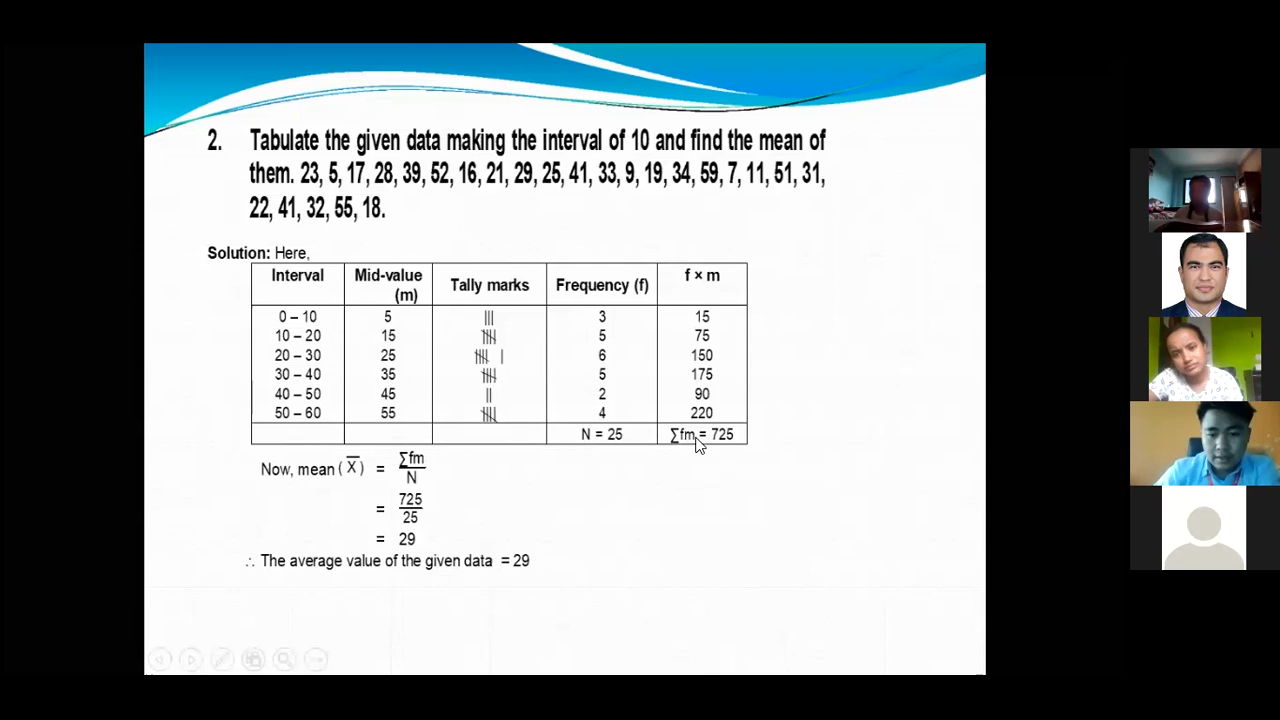 2. Tabulate the given data making the interval of 10 and find the mean of
them. 23, 5, 17, 28, 39, 52, 16, 21, 29, 25, 41, 33, 9, 19, 34, 59, 7, 11, 51, 31,
22, 41, 32, 55, 18.
Solution: Here,
Interval Mid-value (m) Tally marks Frequency (f) f × m
0 – 10 5 ||| 3 15
10 – 20 15 5 75
20 – 30 25 | 6 150
30 – 40 35 5 175
40 – 50 45 || 2 90
50 – 60 55 4 220
N = 25 ∑fm = 725
Now, mean (X̅) = ∑fm / N
= 725 / 25
= 29
∴ The average value of the given data = 29